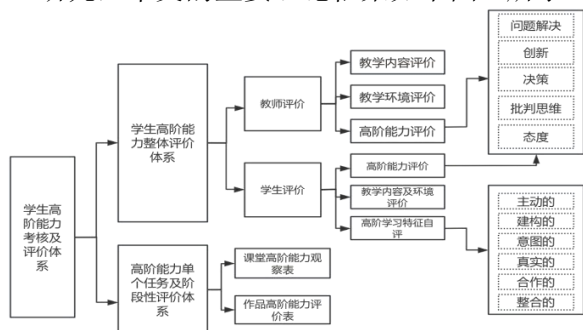 问题解决
创新
决策
批判思维
态度
教学内容评价
教学环境评价
高阶能力评价
教师评价
学生高阶能
力整体评价
体系
学生评价
高阶能力评价
教学内容及环境
评价
高阶学习特征自
评
主动的
建构的
意图的
真实的
合作的
整合的
学生高阶
能力
考核及
评价体
系
高阶能力单
个任务及阶
段性评价体
系
课堂高阶能力观
察表
作品高阶能力评
价表